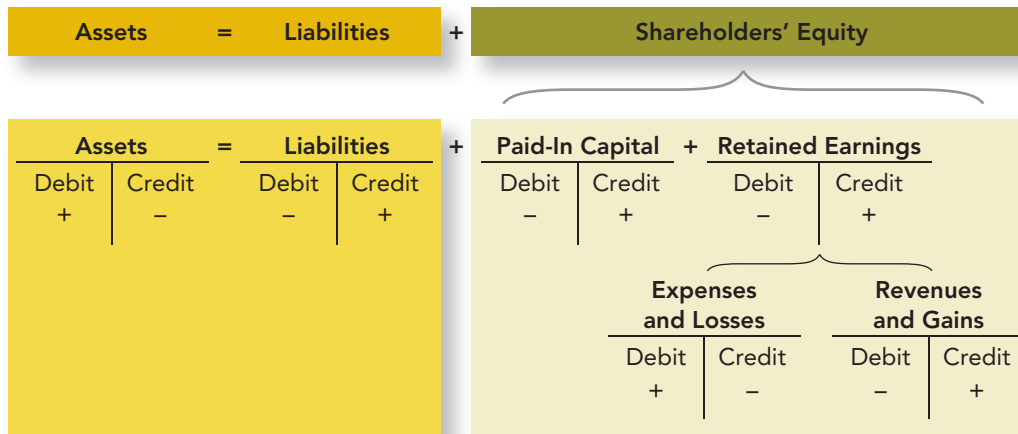 Assets = Liabilities + Shareholders’ Equity
Assets = Liabilities + Paid-In Capital + Retained Earnings
Debit Credit Debit Credit Debit Credit Debit Credit
+ – – + – + – +
Expenses and Losses Revenues and Gains
Debit Credit Debit Credit
+ – – +